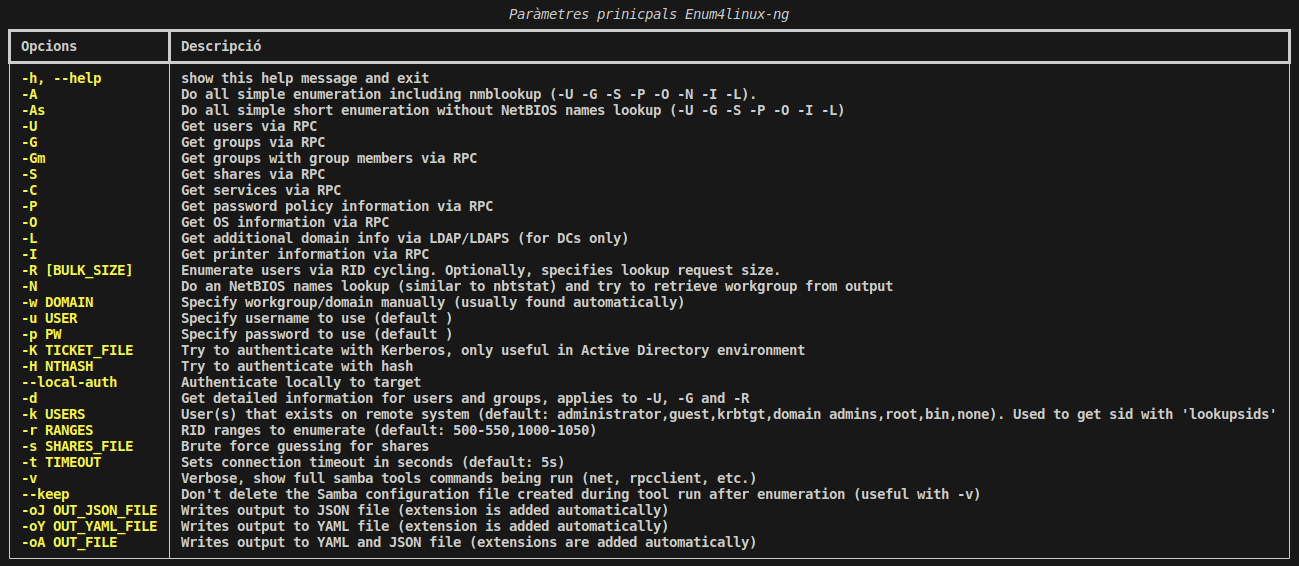 Paràmetres prinicpals Enum4linux-ng
Opcions Descripció
-h, --help show this help message and exit
-A Do all simple enumeration including nmblookup (-U -G -S -P -O -N -I -L).
-As Do all simple short enumeration without NetBIOS names lookup (-U -G -S -P -O -I -L)
-U Get users via RPC
-G Get groups via RPC
-Gm Get groups with group members via RPC
-S Get shares via RPC
-C Get services via RPC
-P Get password policy information via RPC
-O Get OS information via RPC
-L Get additional domain info via LDAP/LDAPS (for DCs only)
-I Get printer information via RPC
-R [BULK_SIZE] Enumerate users via RID cycling. Optionally, specifies lookup request size.
-N Do an NetBIOS names lookup (similar to nbtstat) and try to retrieve workgroup from output
-w DOMAIN Specify workgroup/domain manually (usually found automatically)
-u USER Specify username to use (default )
-p PW Specify password to use (default )
-K TICKET_FILE Try to authenticate with Kerberos, only useful in Active Directory environment
-H NTHASH Try to authenticate with hash
--local-auth Authenticate locally to target
-d Get detailed information for users and groups, applies to -U, -G and -R
-k USERS User(s) that exists on remote system (default: administrator,guest,krbtgt,domain admins,root,bin,none). Used to get sid with 'lookupsids'
-r RANGES RID ranges to enumerate (default: 500-550,1000-1050)
-s SHARES_FILE Brute force guessing for shares
-t TIMEOUT Sets connection timeout in seconds (default: 5s)
-v Verbose, show full samba tools commands being run (net, rpcclient, etc.)
--keep Don't delete the Samba configuration file created during tool run after enumeration (useful with -v)
-oJ OUT_JSON_FILE Writes output to JSON file (extension is added automatically)
-oY OUT_YAML_FILE Writes output to YAML file (extension is added automatically)
-oA OUT_FILE Writes output to YAML and JSON file (extensions are added automatically)